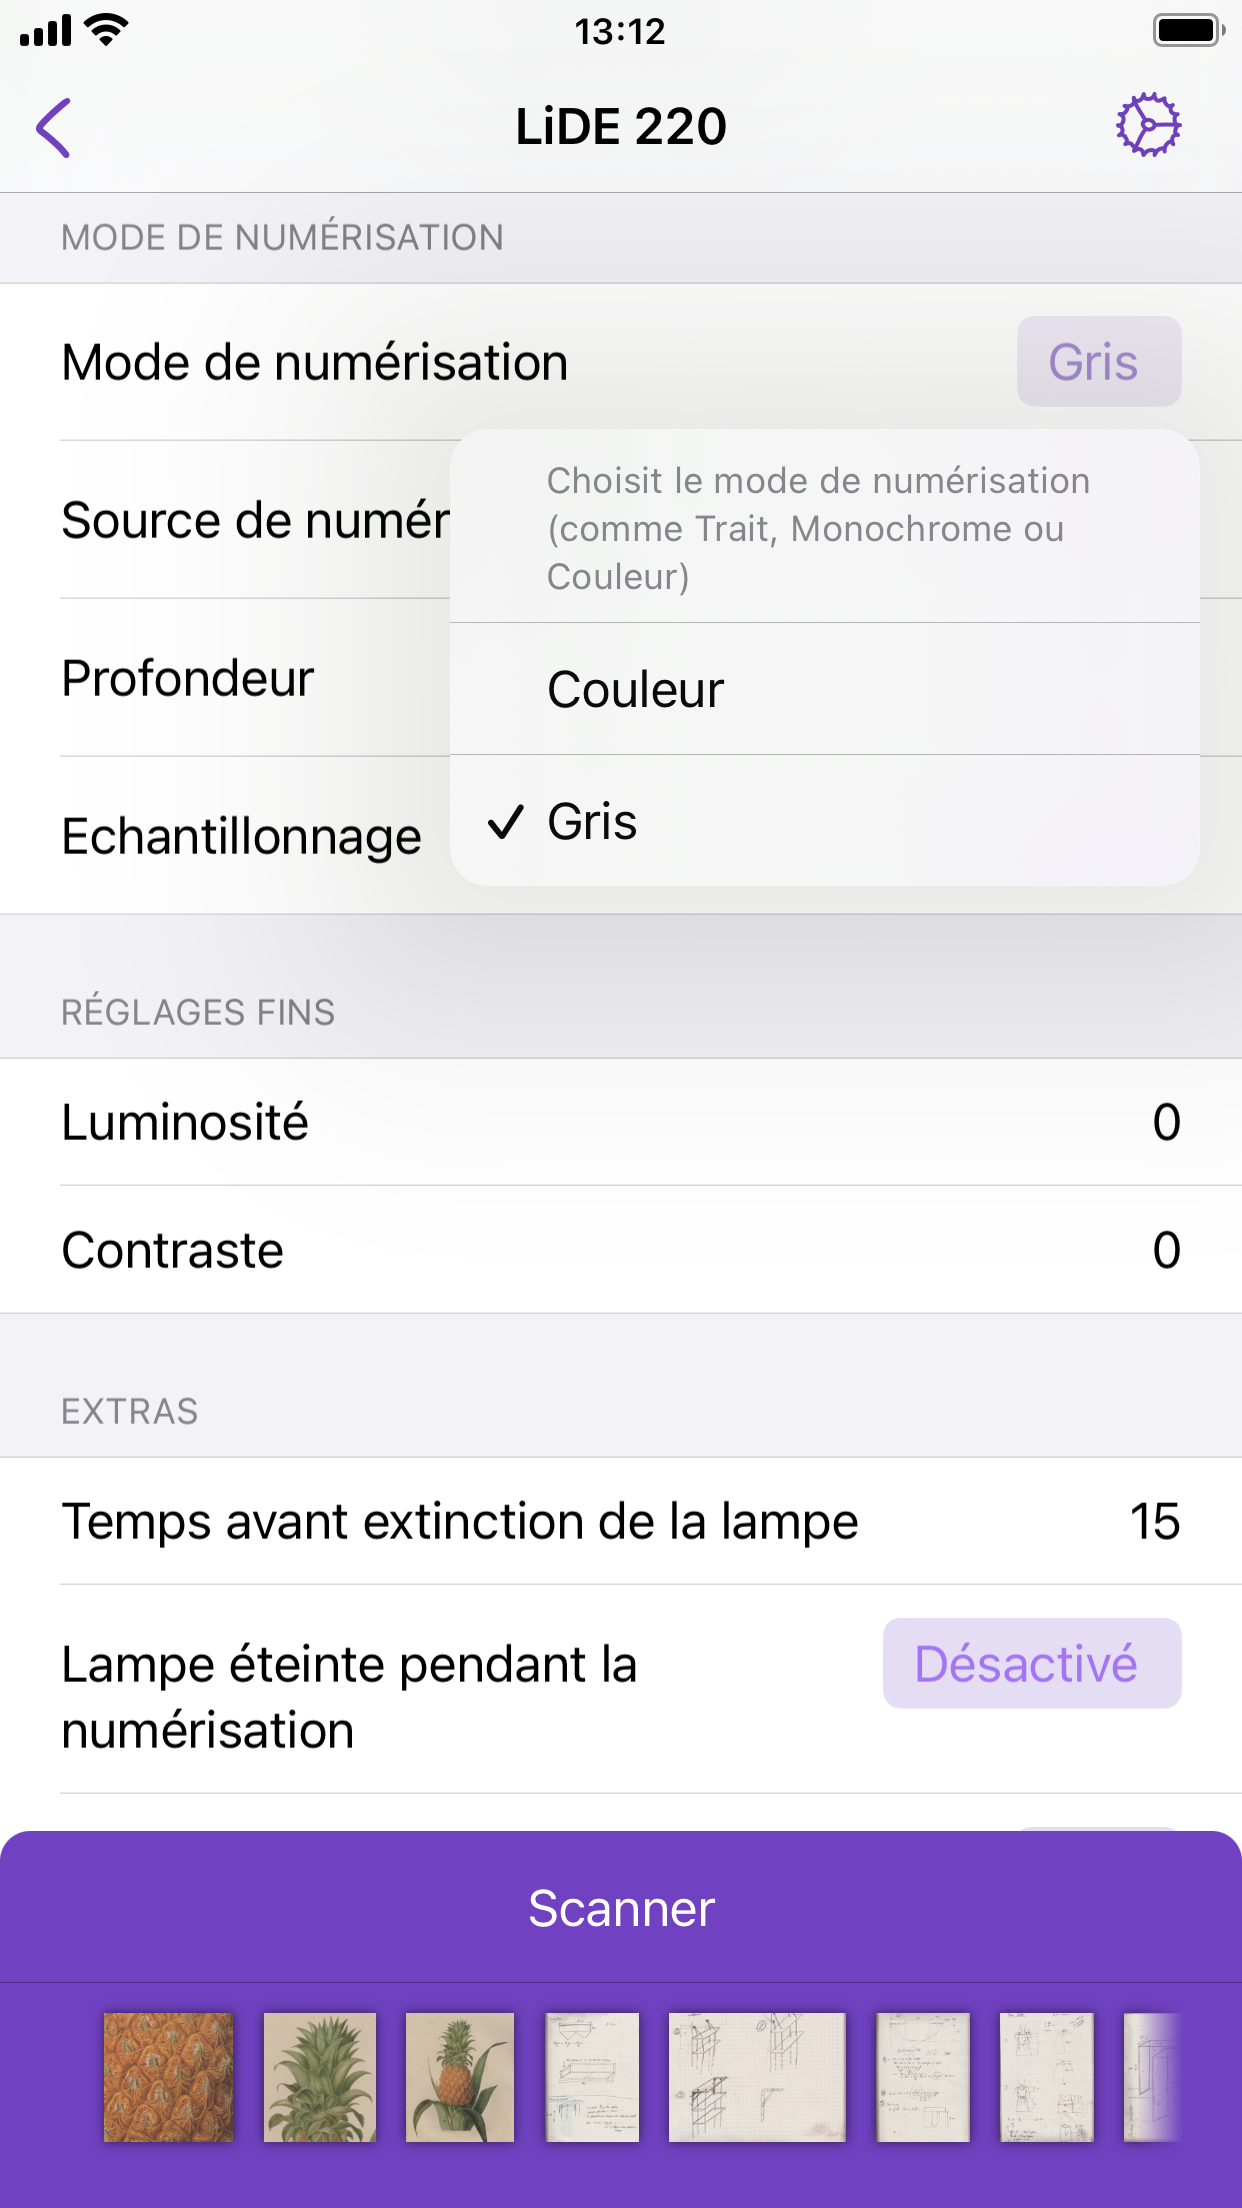 13:12
LiDE 220
MODE DE NUMÉRISATION
Mode de numérisation
Gris
Choisit le mode de numérisation
(comme Trait, Monochrome ou
Couleur)
Source de numér
Couleur
Profondeur
Gris
Echantillonnage
RÉGLAGES FINS
Luminosité
0
Contraste
0
EXTRAS
Temps avant extinction de la lampe
15
Lampe éteinte pendant la
numérisation
Désactivé
Scanner